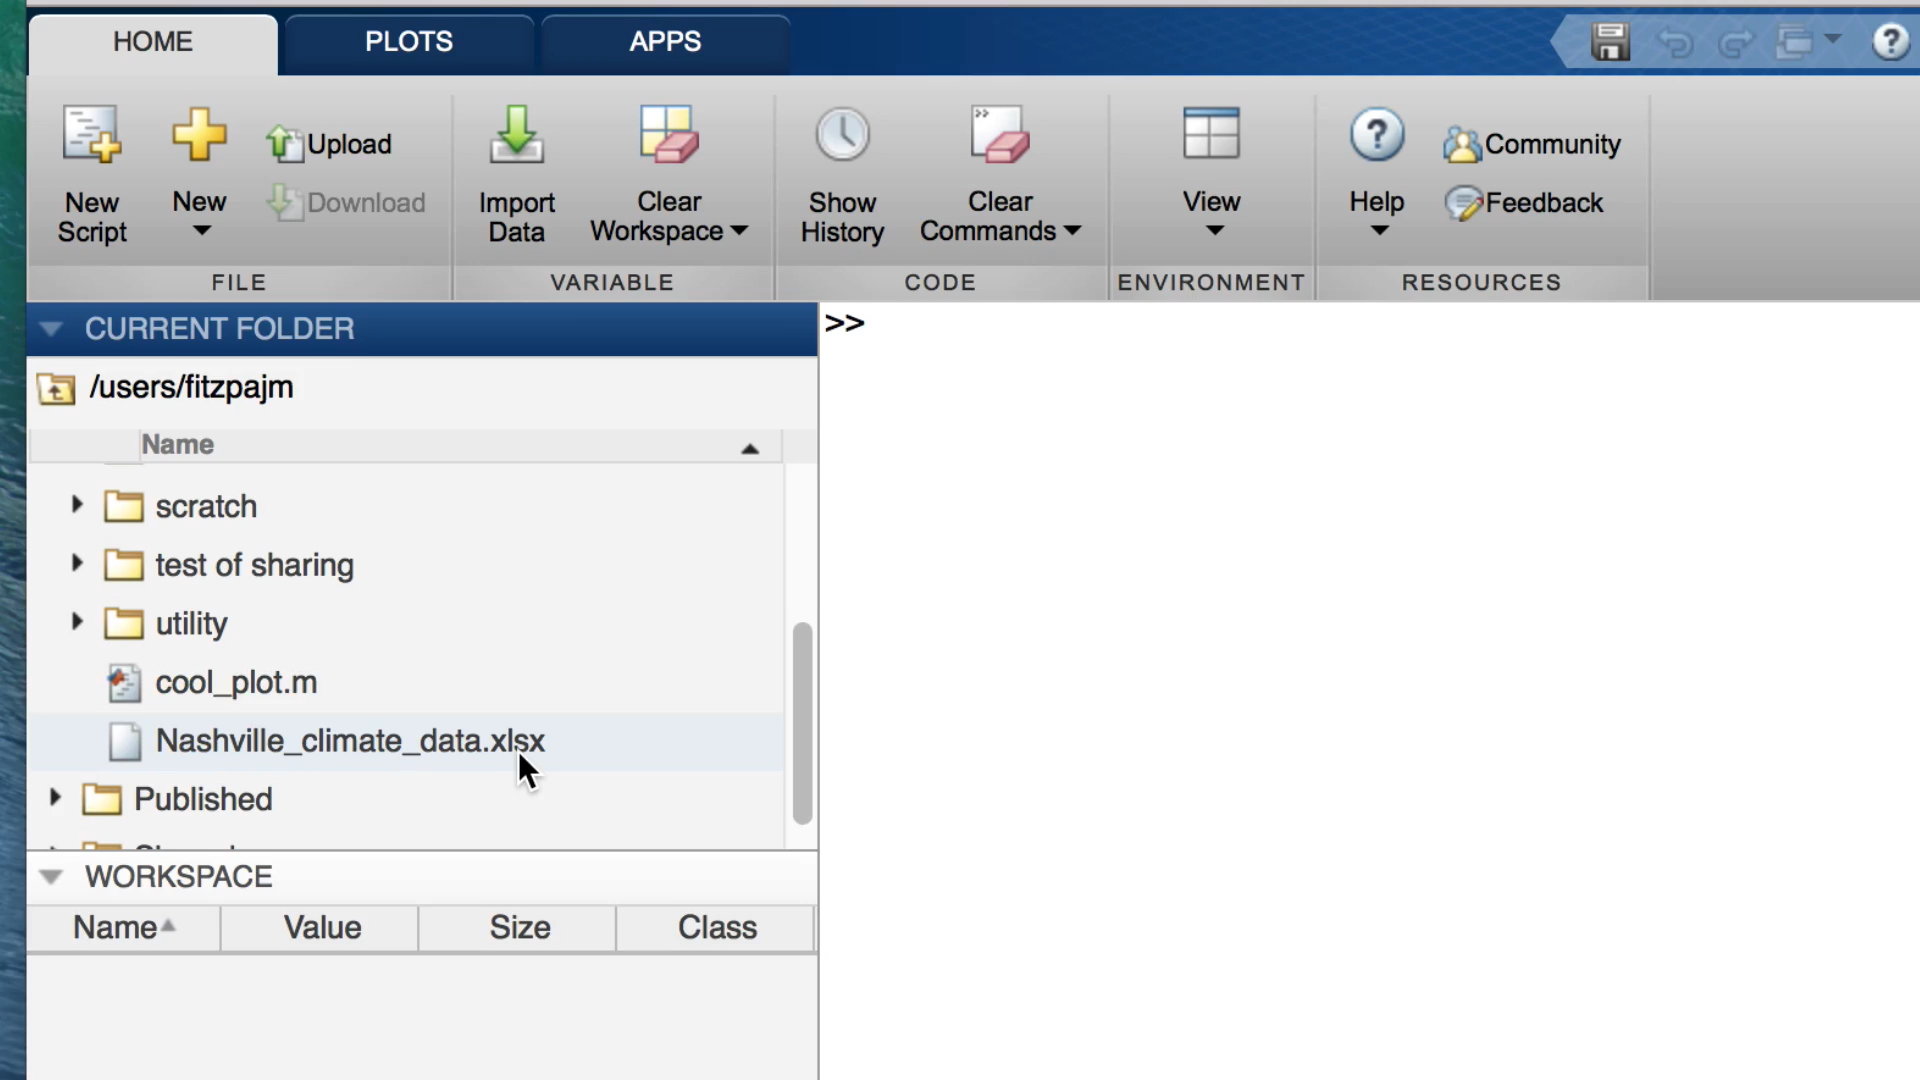 HOME PLOTS APPS
New Script
New
Upload
Download
Import Data
Clear Workspace
Show History
Clear Commands
View
Help
Community
Feedback
FILE VARIABLE CODE ENVIRONMENT RESOURCES
CURRENT FOLDER
/users/fitzpajm
Name
scratch
test of sharing
utility
cool_plot.m
Nashville_climate_data.xlsx
Published
WORKSPACE
Name Value Size Class
>>